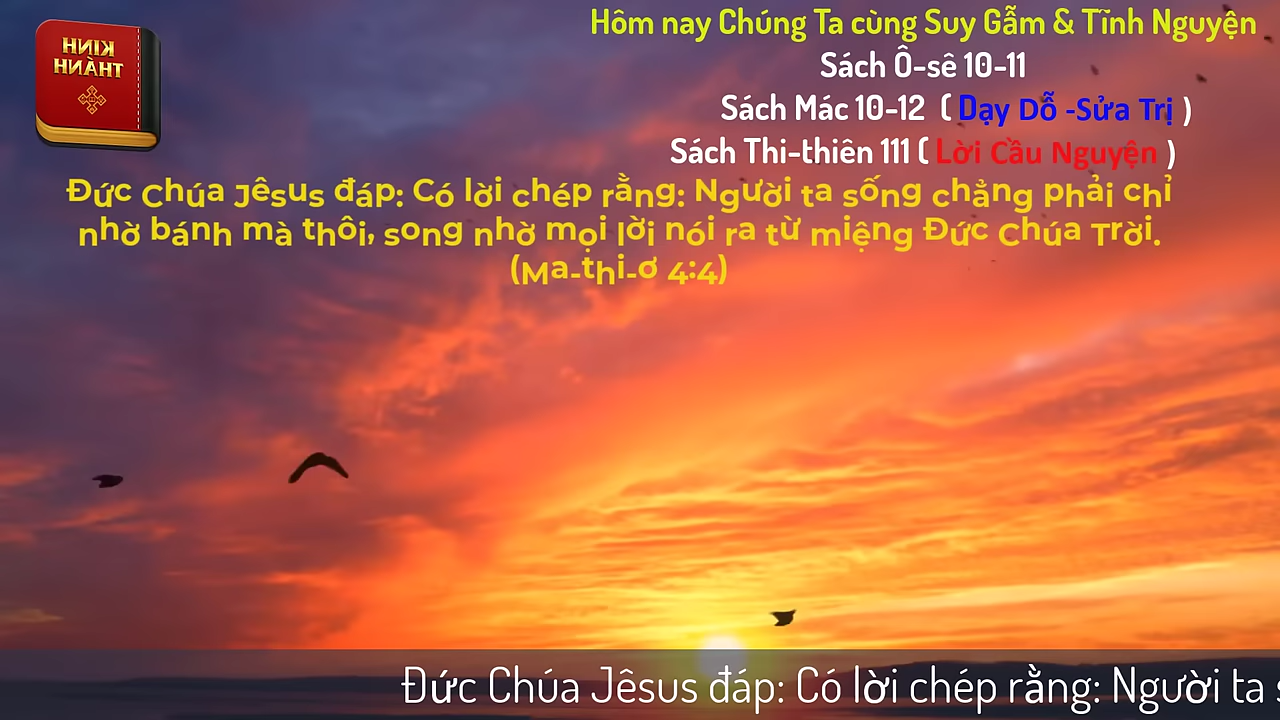 KINH
THÀNH
Hôm nay Chúng Ta cùng Suy Gẫm & Tĩnh Nguyện
Sách Ô-sê 10-11
Sách Mác 10-12 ( Dạy Dỗ -Sửa Trị )
Sách Thi-thiên 111 ( Lời Cầu Nguyện )
Đức Chúa Jêsus đáp: Có lời chép rằng: Người ta sống chẳng phải chỉ
nhờ bánh mà thôi, song nhờ mọi lời nói ra từ miệng Đức Chúa Trời.
(Ma-thi-ơ 4:4)
Đức Chúa Jêsus đáp: Có lời chép rằng: Người ta